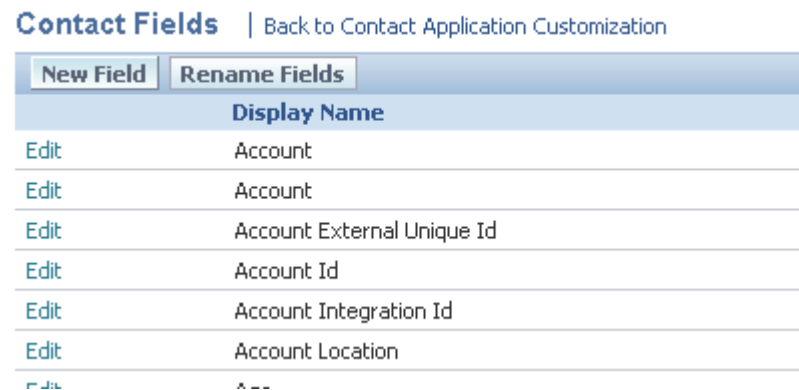 Contact Fields | Back to Contact Application Customization
New Field Rename Fields
Display Name
Edit Account
Edit Account
Edit Account External Unique Id
Edit Account Id
Edit Account Integration Id
Edit Account Location
Edit